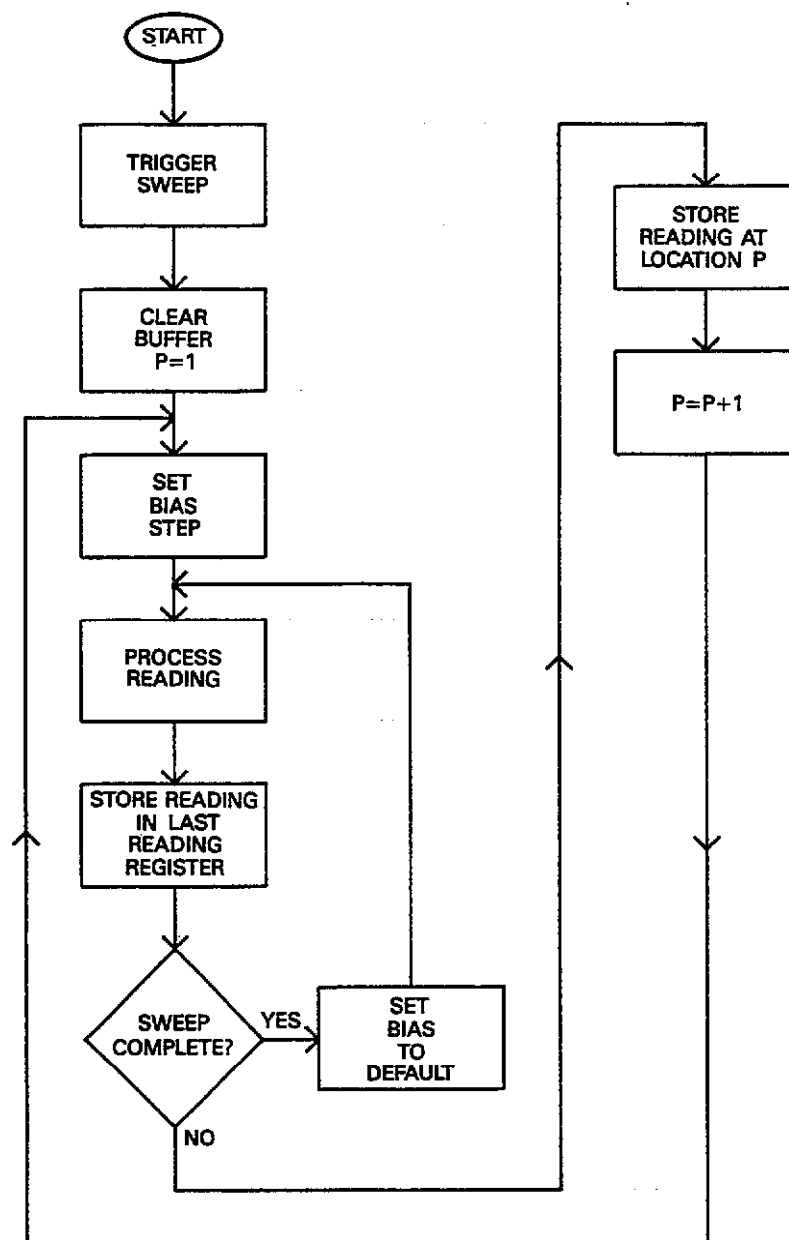 START
TRIGGER
SWEEP
CLEAR
BUFFER
P=1
SET
BIAS
STEP
PROCESS
READING
STORE READING
IN LAST
READING
REGISTER
SWEEP
COMPLETE?
YES
NO
SET
BIAS
TO
DEFAULT
STORE
READING AT
LOCATION P
P=P+1